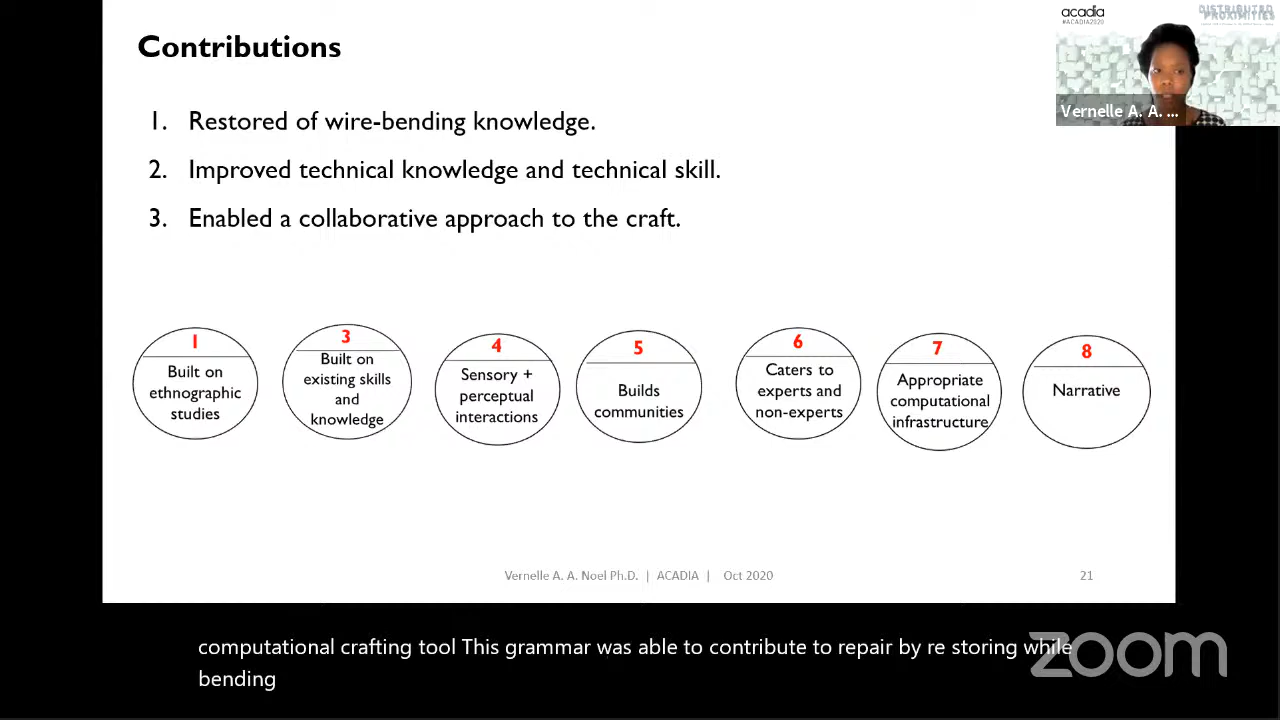 Contributions
acadia
#ACADIA2020
DISTRIBUTED
PROXIMITIES
Vernelle A. A. ...
1. Restored of wire-bending knowledge.
2. Improved technical knowledge and technical skill.
3. Enabled a collaborative approach to the craft.
1
Built on
ethnographic
studies
3
Built on
existing skills
and
knowledge
4
Sensory +
perceptual
interactions
5
Builds
communities
6
Caters to
experts and
non-experts
7
Appropriate
computational
infrastructure
8
Narrative
Vernelle A. A. Noel Ph.D. | ACADIA | Oct 2020
21
computational crafting tool This grammar was able to contribute to repair by re storing while
bending
zoom